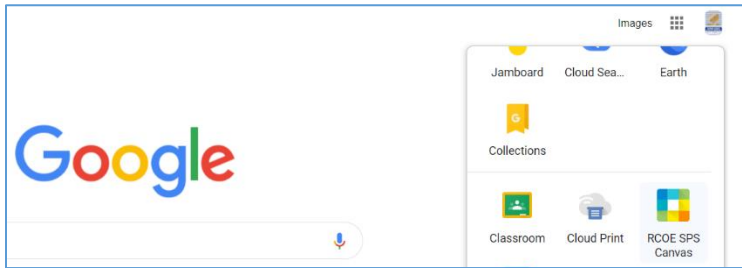 Images
Jamboard Cloud Sea... Earth
G
Collections
Google
Classroom Cloud Print RCOE SPS
Canvas